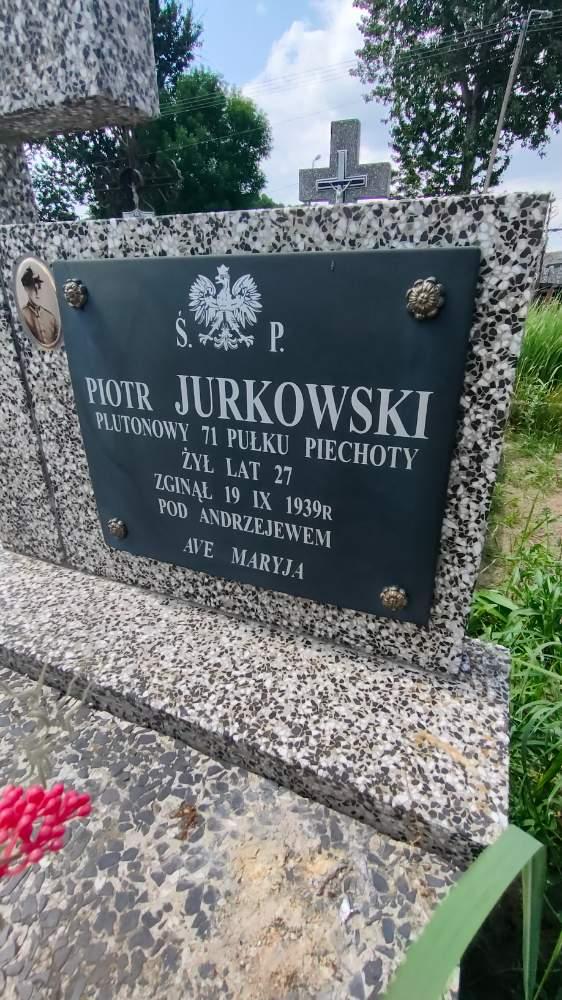 Ś. P.
PIOTR JURKOWSKI
PLUTONOWY 71 PUŁKU PIECHOTY
ŻYŁ LAT 27
ZGINĄŁ 19 IX 1939R
POD ANDRZEJEWEM
AVE MARYJA